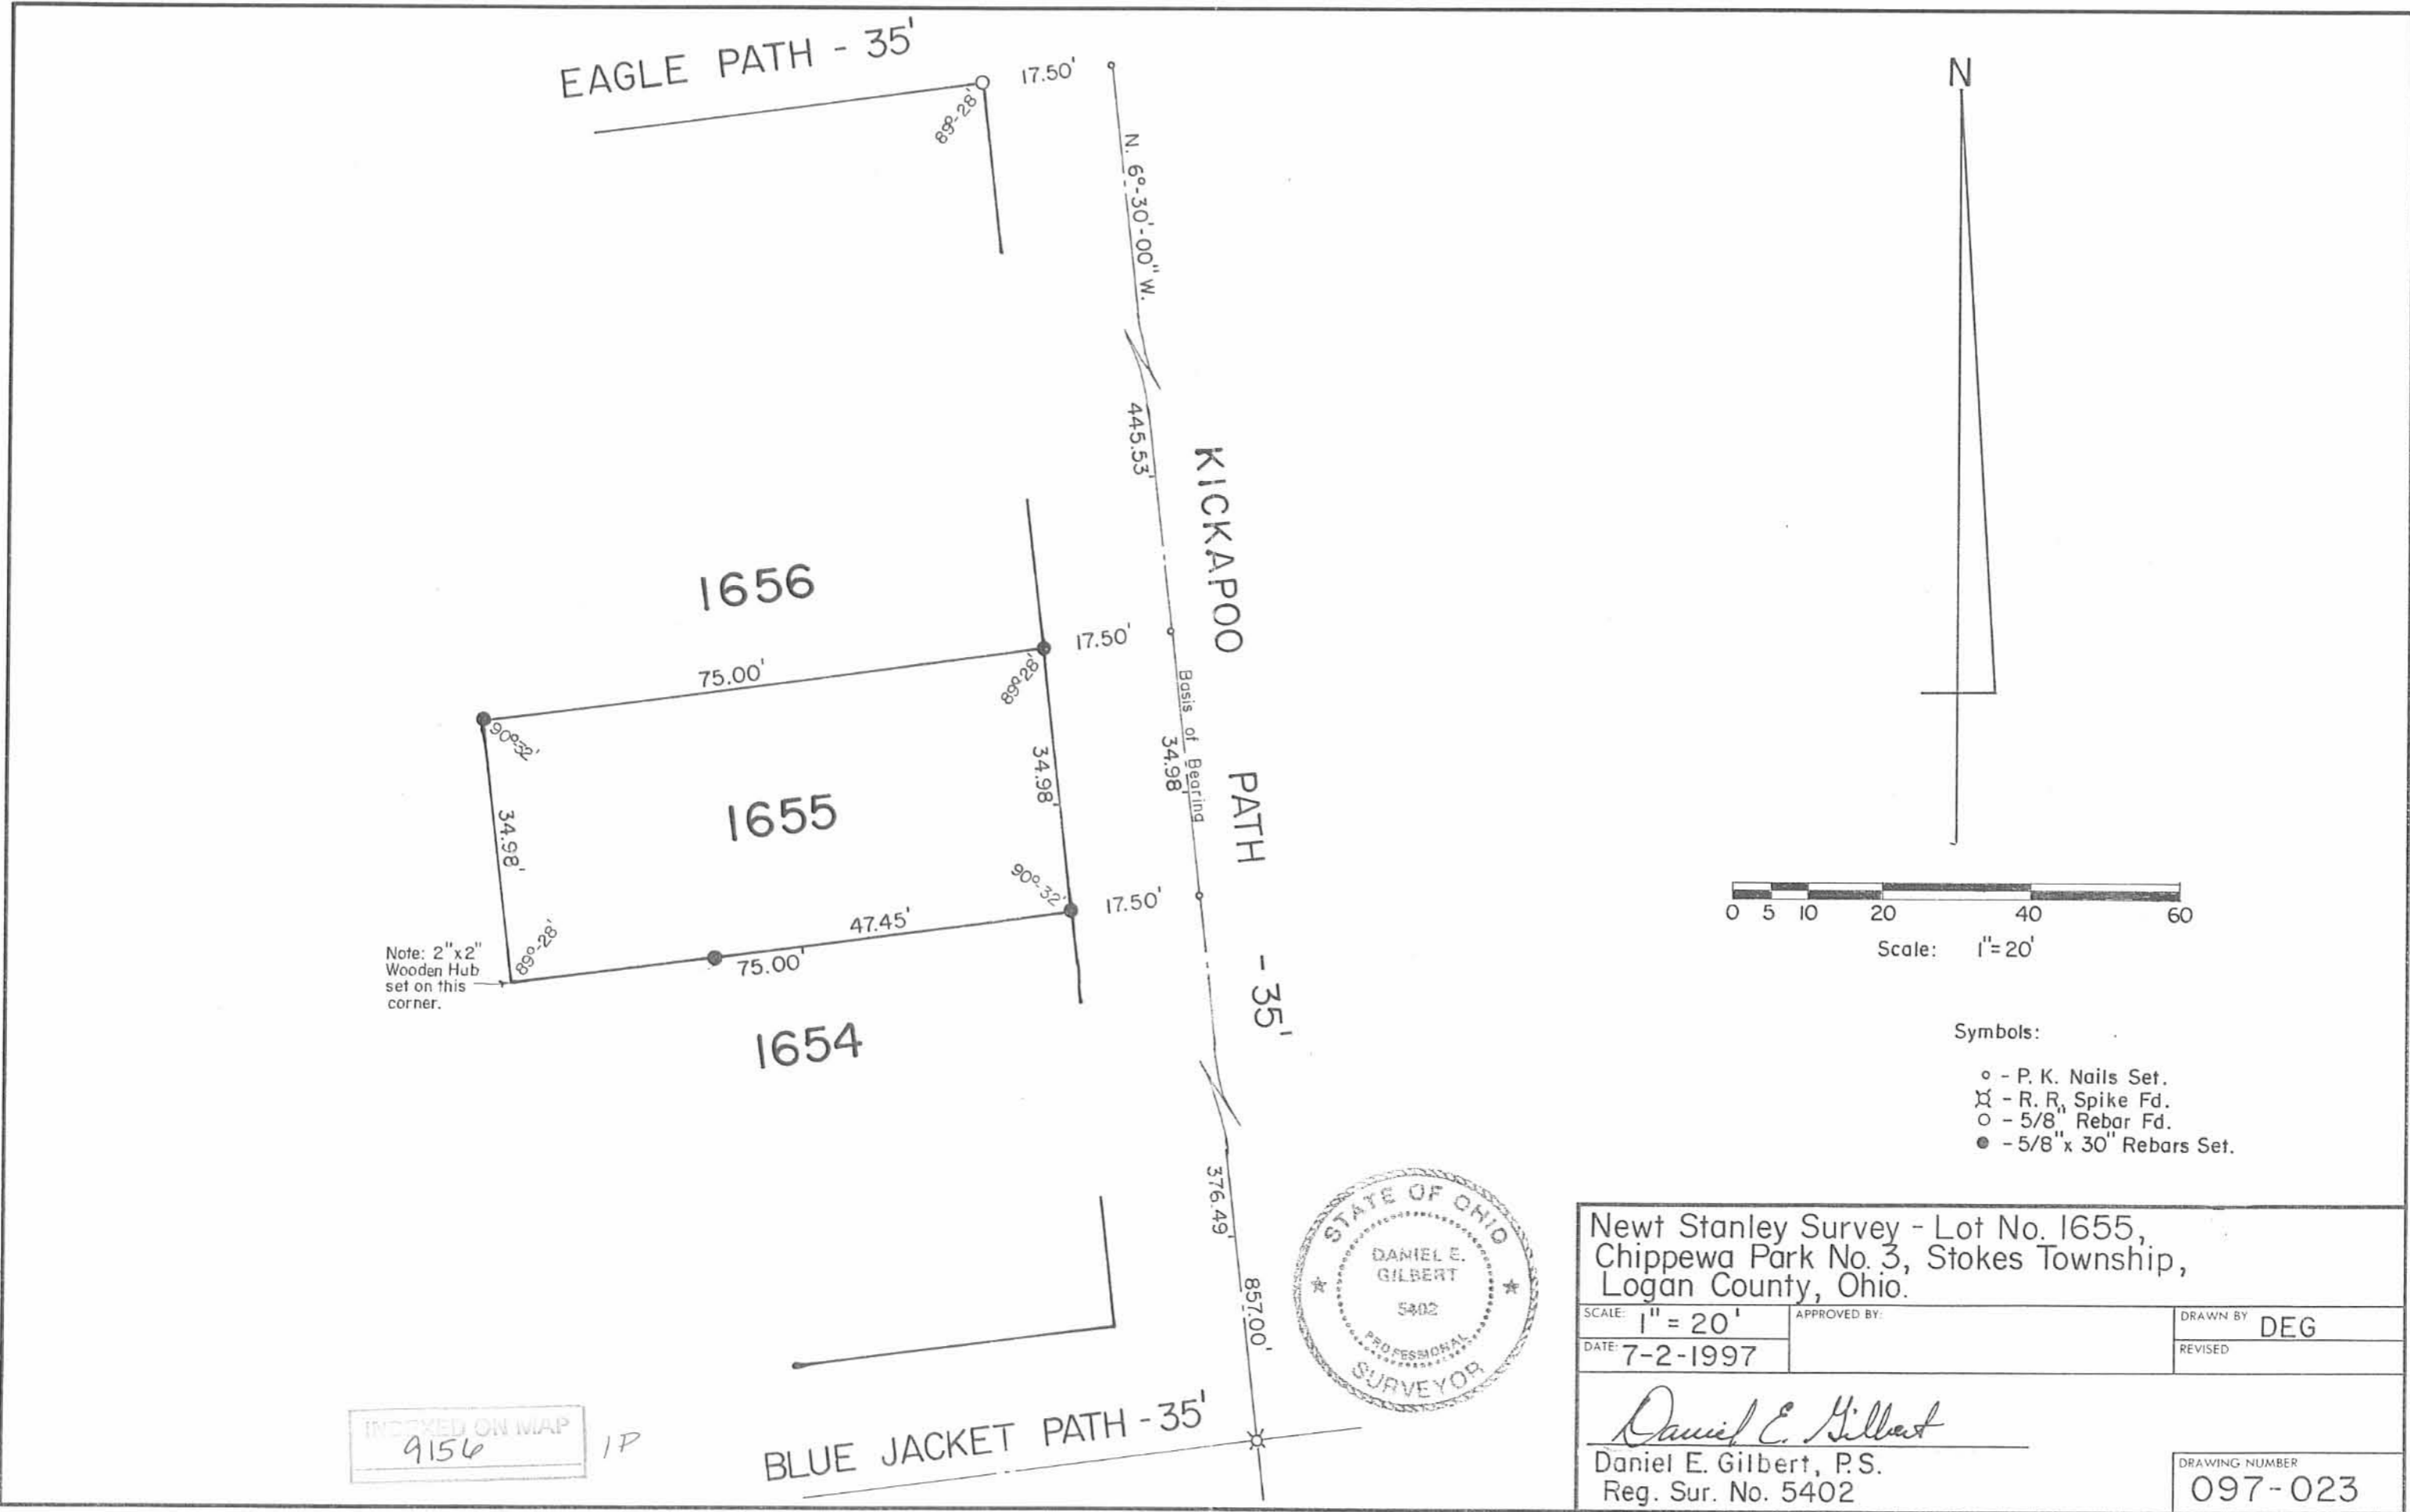 EAGLE PATH - 35'
17.50'
89°-28'
N. 6°-30'-00" W.
445.53'
KICKAPOO PATH - 35'
1656
17.50'
75.00'
89°-28'
90°-32'
Basis of Bearing
34.98'
34.98'
1655
34.98'
90°-32'
17.50'
47.45'
75.00'
89°-28'
Note: 2"x2"
Wooden Hub
set on this
corner.
1654
376.49'
857.00'
BLUE JACKET PATH - 35'
INDEXED ON MAP
9156
1P
N
0 5 10 20 40 60
Scale: 1"=20'
Symbols:
- P. K. Nails Set.
- R. R. Spike Fd.
- 5/8" Rebar Fd.
- 5/8"x 30" Rebars Set.
STATE OF OHIO
DANIEL E.
GILBERT
5402
PROFESSIONAL
SURVEYOR
Newt Stanley Survey - Lot No. 1655,
Chippewa Park No. 3, Stokes Township,
Logan County, Ohio.
SCALE: 1" = 20'
APPROVED BY:
DRAWN BY DEG
DATE: 7-2-1997
REVISED
Daniel E. Gilbert
Daniel E. Gilbert, P.S.
Reg. Sur. No. 5402
DRAWING NUMBER
097-023